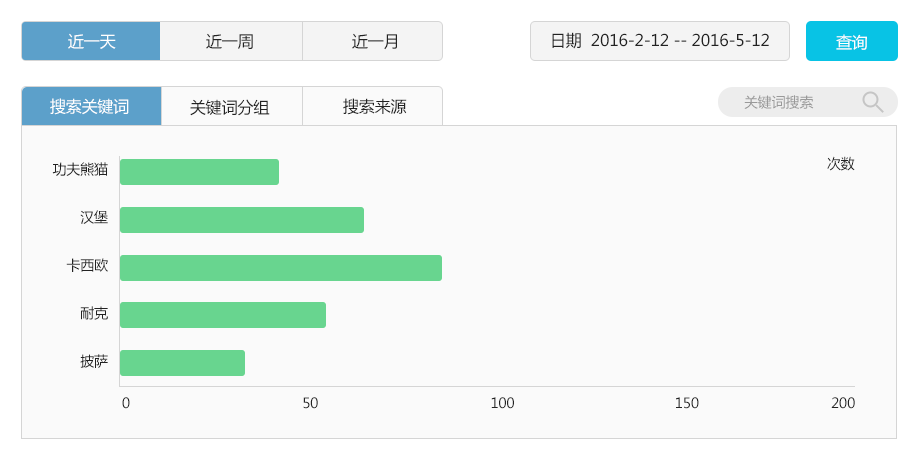 近一天 近一周 近一月 日期 2016-2-12 -- 2016-5-12 查询
搜索关键词 关键词分组 搜索来源 关键词搜索
次数
功夫熊猫
汉堡
卡西欧
耐克
披萨
0 50 100 150 200